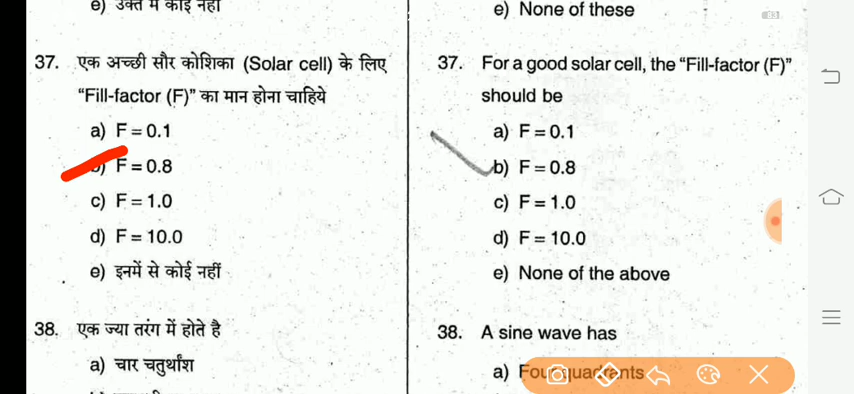 e) उक्त में कोई नहीं
37. एक अच्छी सौर कोशिका (Solar cell) के लिए
“Fill-factor (F)” का मान होना चाहिये
a) F = 0.1
b) F = 0.8
c) F = 1.0
d) F = 10.0
e) इनमें से कोई नहीं
38. एक ज्या तरंग में होते है
a) चार चतुर्थांश
e) None of these
37. For a good solar cell, the “Fill-factor (F)”
should be
a) F = 0.1
b) F = 0.8
c) F = 1.0
d) F = 10.0
e) None of the above
38. A sine wave has
a) Four quadrants
83